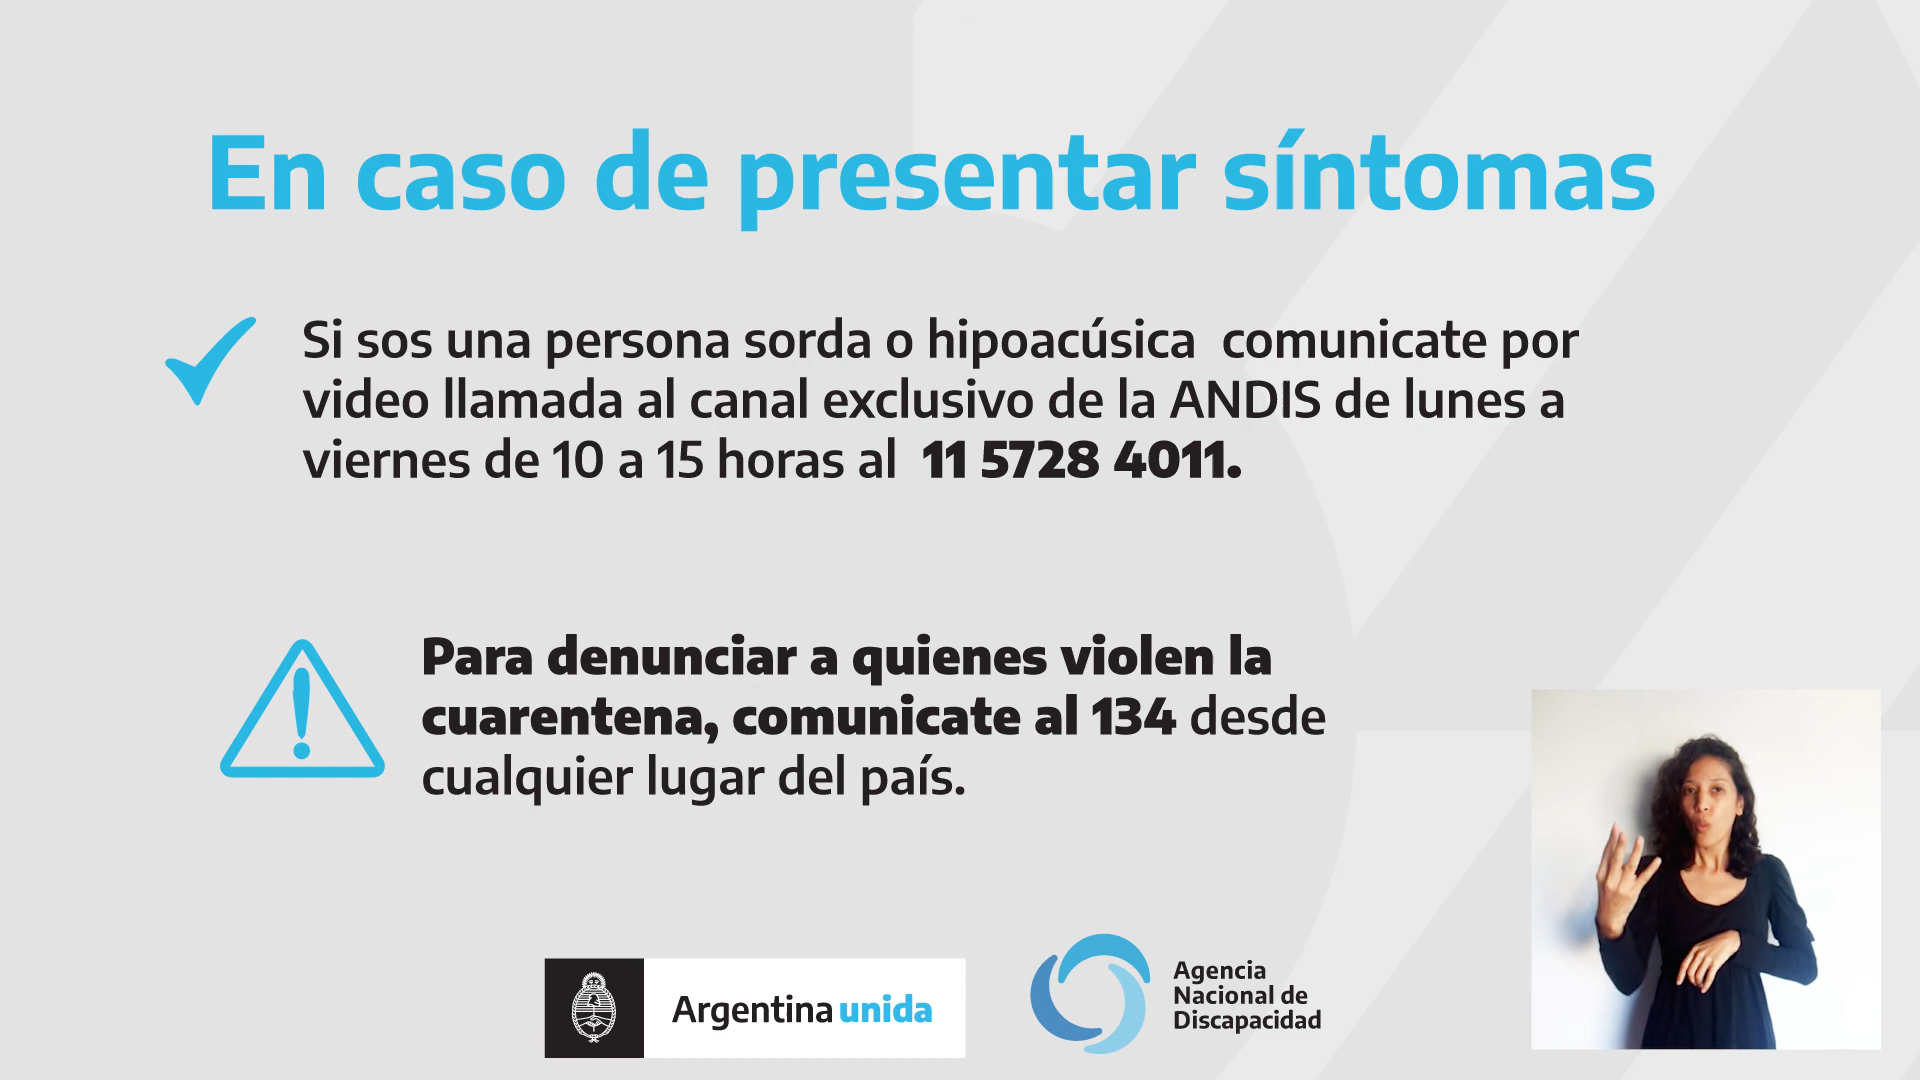 En caso de presentar síntomas
Si sos una persona sorda o hipoacúsica comunicate por
video llamada al canal exclusivo de la ANDIS de lunes a
viernes de 10 a 15 horas al 11 5728 4011.
Para denunciar a quienes violen la
cuarentena, comunicate al 134 desde
cualquier lugar del país.
Argentina unida
Agencia
Nacional de
Discapacidad